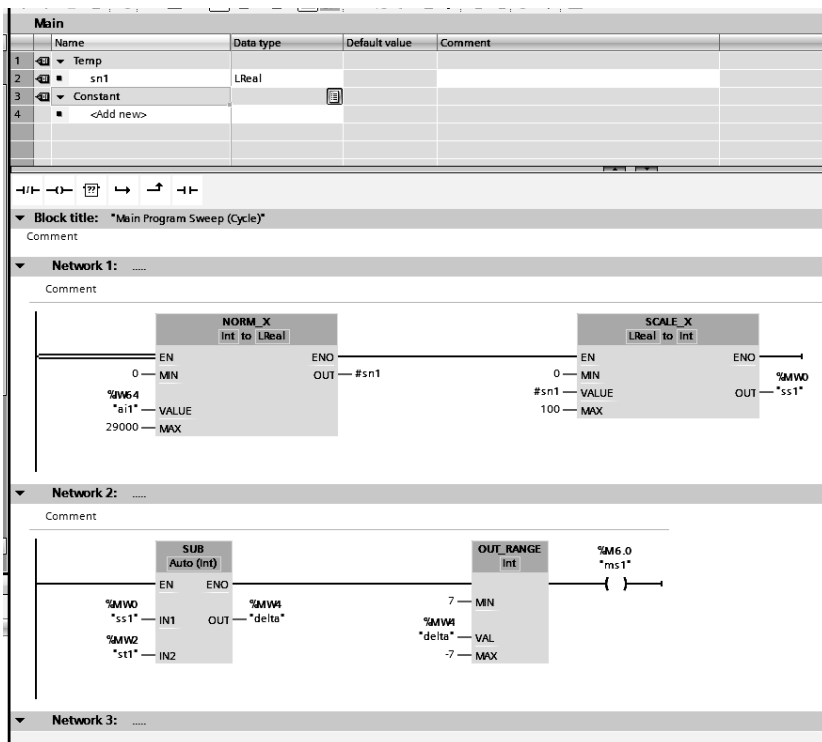 Main
Name Data type Default value Comment
1 Temp
2 sn1 LReal
3 Constant
4 <Add new>
??
Block title: "Main Program Sweep (Cycle)"
Comment
Network 1: .....
Comment
NORM_X SCALE_X
Int to LReal LReal to Int
EN ENO EN ENO
0 MIN OUT #sn1 0 MIN %MW0
%IW64 #sn1 VALUE OUT "ss1"
"ai1" VALUE 100 MAX
29000 MAX
Network 2: .....
Comment
SUB OUT_RANGE %M6.0
Auto (Int) Int "ms1"
EN ENO
%MW0 %MW4 7 MIN
"ss1" IN1 OUT "delta" %MW4
%MW2 "delta" VAL
"st1" IN2 -7 MAX
Network 3: .....